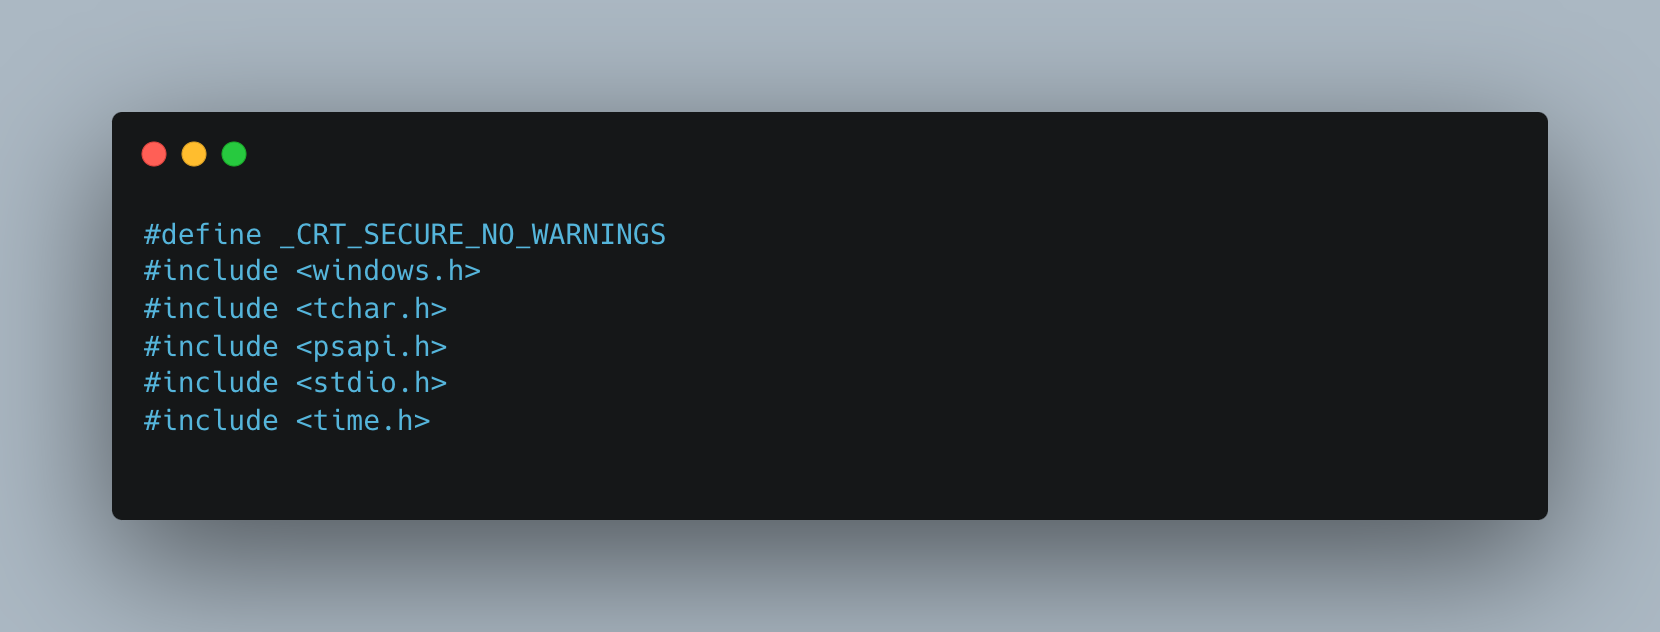 #define _CRT_SECURE_NO_WARNINGS
#include <windows.h>
#include <tchar.h>
#include <psapi.h>
#include <stdio.h>
#include <time.h>